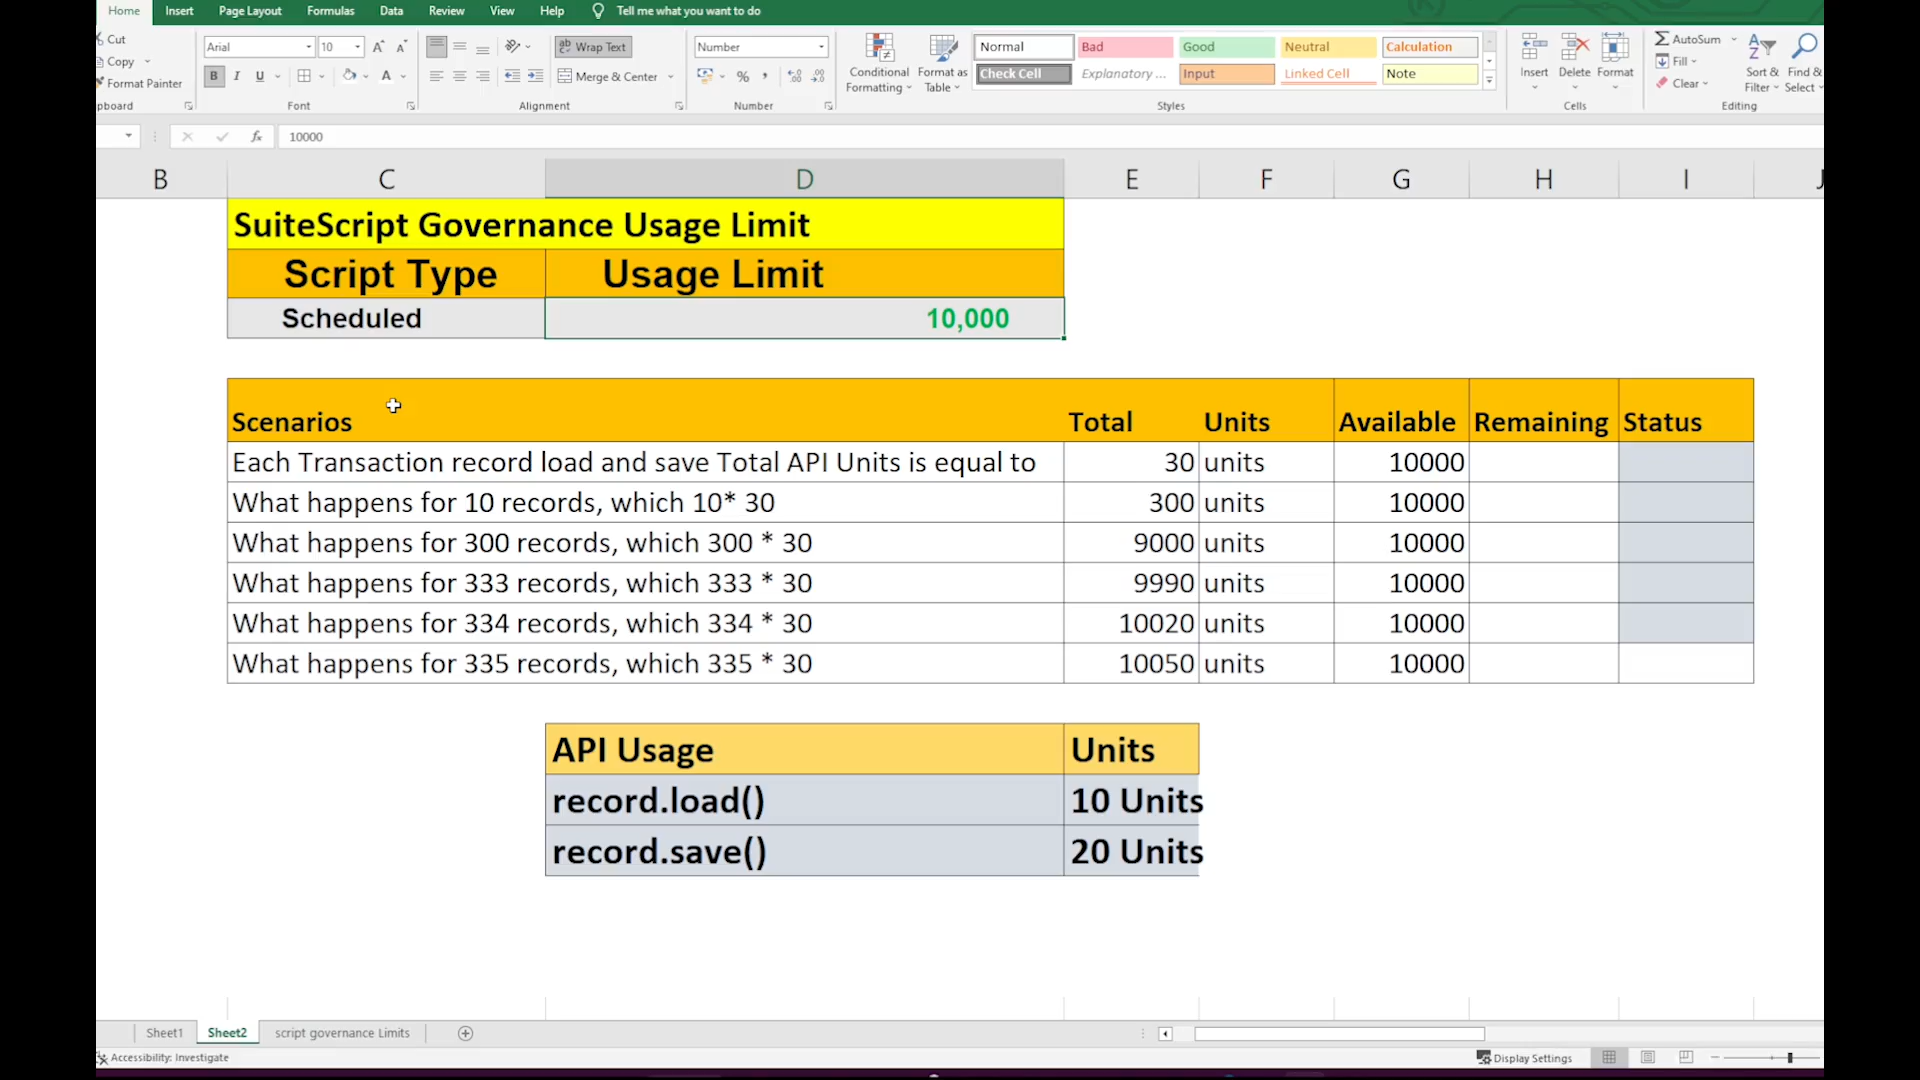 Home Insert Page Layout Formulas Data Review View Help Tell me what you want to do
Cut
Copy
Format Painter
pboard
Arial 10
B I U
Font
Wrap Text
Merge & Center
Alignment
Number
% ,
Number
Conditional Formatting
Format as Table
Normal Bad Good Neutral Calculation
Check Cell Explanatory ... Input Linked Cell Note
Styles
Insert Delete Format
Cells
AutoSum
Fill
Clear
Sort & Filter
Find & Select
Editing
fx 10000
B C D E F G H I J
SuiteScript Governance Usage Limit
Script Type Usage Limit
Scheduled 10,000
Scenarios Total Units Available Remaining Status
Each Transaction record load and save Total API Units is equal to 30 units 10000
What happens for 10 records, which 10* 30 300 units 10000
What happens for 300 records, which 300 * 30 9000 units 10000
What happens for 333 records, which 333 * 30 9990 units 10000
What happens for 334 records, which 334 * 30 10020 units 10000
What happens for 335 records, which 335 * 30 10050 units 10000
API Usage Units
record.load() 10 Units
record.save() 20 Units
Sheet1 Sheet2 script governance Limits
Accessibility: Investigate
Display Settings